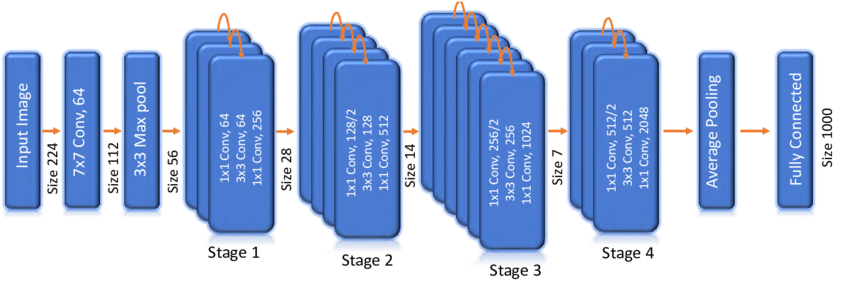 Input Image
Size 224
7x7 Conv, 64
Size 112
3x3 Max pool
Size 56
1x1 Conv, 64
3x3 Conv, 64
1x1 Conv, 256
Stage 1
Size 28
1x1 Conv, 128/2
3x3 Conv, 128
1x1 Conv, 512
Stage 2
Size 14
1x1 Conv, 256/2
3x3 Conv, 256
1x1 Conv, 1024
Stage 3
Size 7
1x1 Conv, 512/2
3x3 Conv, 512
1x1 Conv, 2048
Stage 4
Average Pooling
Fully Connected
Size 1000